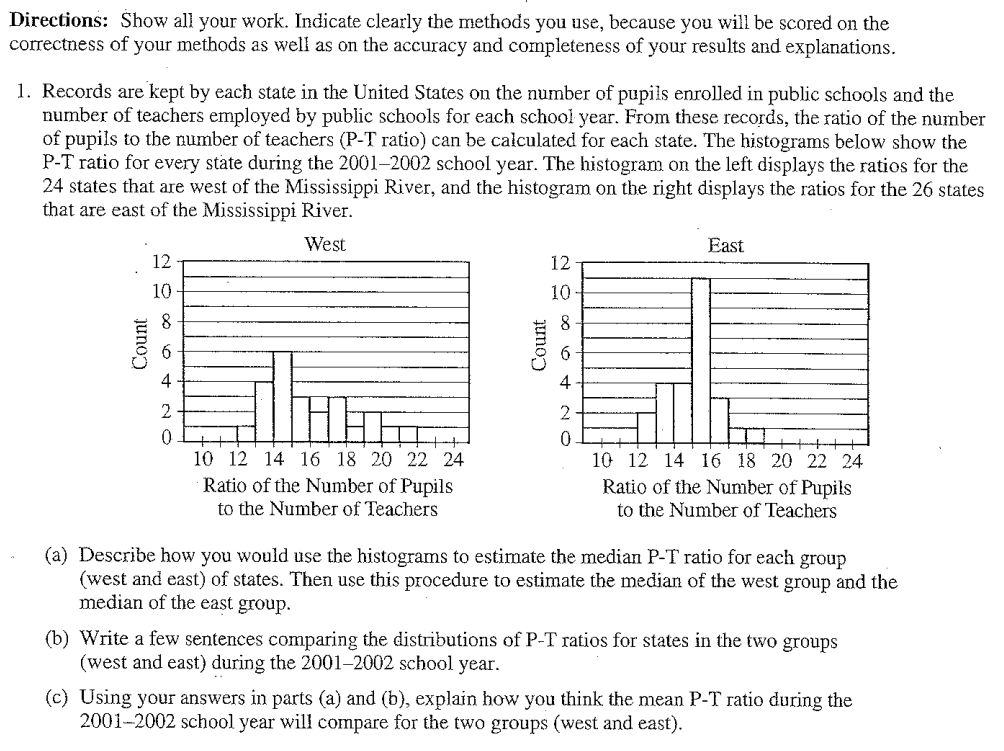 Directions: Show all your work. Indicate clearly the methods you use, because you will be scored on the
correctness of your methods as well as on the accuracy and completeness of your results and explanations.
1. Records are kept by each state in the United States on the number of pupils enrolled in public schools and the
number of teachers employed by public schools for each school year. From these records, the ratio of the number
of pupils to the number of teachers (P-T ratio) can be calculated for each state. The histograms below show the
P-T ratio for every state during the 2001–2002 school year. The histogram on the left displays the ratios for the
24 states that are west of the Mississippi River, and the histogram on the right displays the ratios for the 26 states
that are east of the Mississippi River.
West
12
10
8
6
4
2
0
Count
10 12 14 16 18 20 22 24
Ratio of the Number of Pupils
to the Number of Teachers
East
12
10
8
6
4
2
0
Count
10 12 14 16 18 20 22 24
Ratio of the Number of Pupils
to the Number of Teachers
(a) Describe how you would use the histograms to estimate the median P-T ratio for each group
(west and east) of states. Then use this procedure to estimate the median of the west group and the
median of the east group.
(b) Write a few sentences comparing the distributions of P-T ratios for states in the two groups
(west and east) during the 2001–2002 school year.
(c) Using your answers in parts (a) and (b), explain how you think the mean P-T ratio during the
2001–2002 school year will compare for the two groups (west and east).